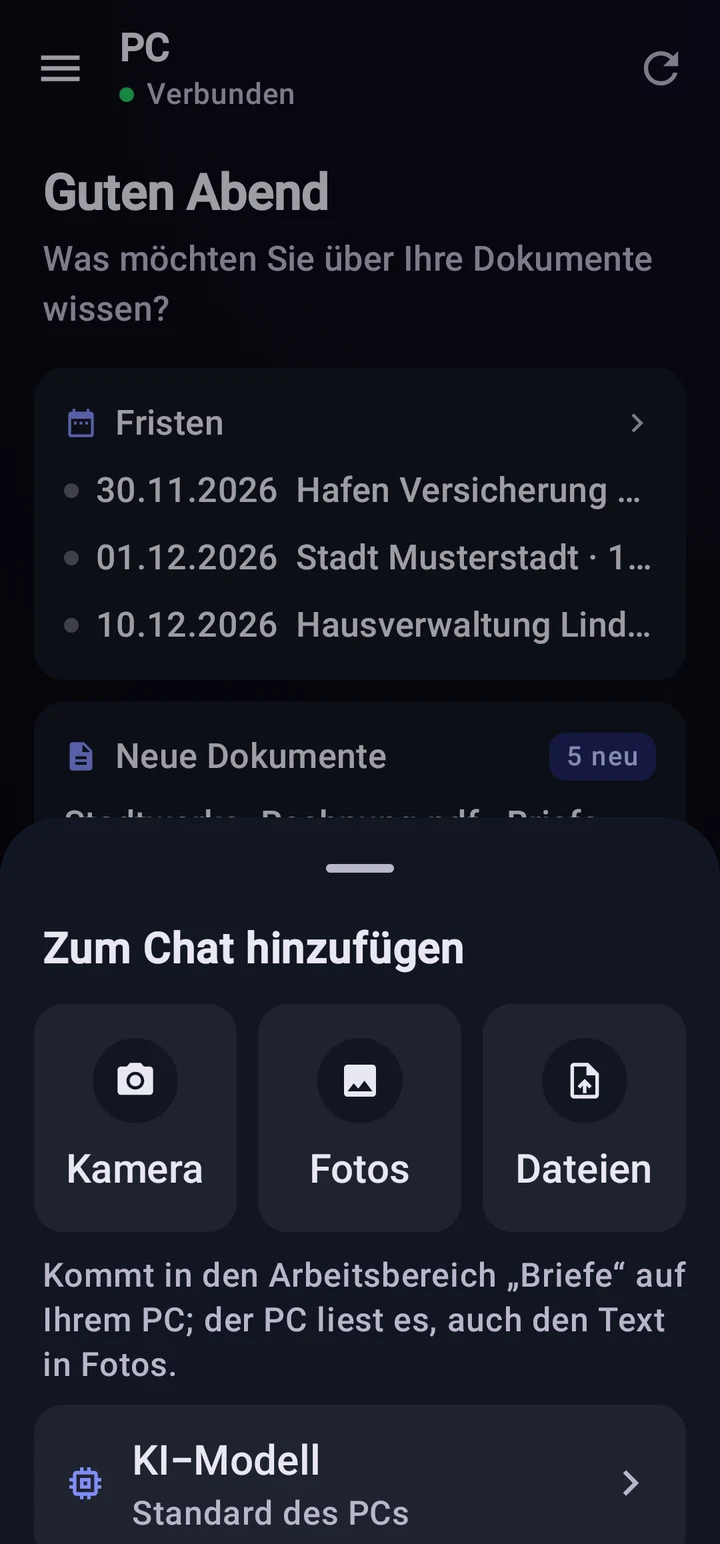 PC
Verbunden
Guten Abend
Was möchten Sie über Ihre Dokumente
wissen?
Fristen
30.11.2026 Hafen Versicherung ...
01.12.2026 Stadt Musterstadt · 1...
10.12.2026 Hausverwaltung Lind...
Neue Dokumente
5 neu
Zum Chat hinzufügen
Kamera
Fotos
Dateien
Kommt in den Arbeitsbereich „Briefe“ auf
Ihrem PC; der PC liest es, auch den Text
in Fotos.
KI-Modell
Standard des PCs